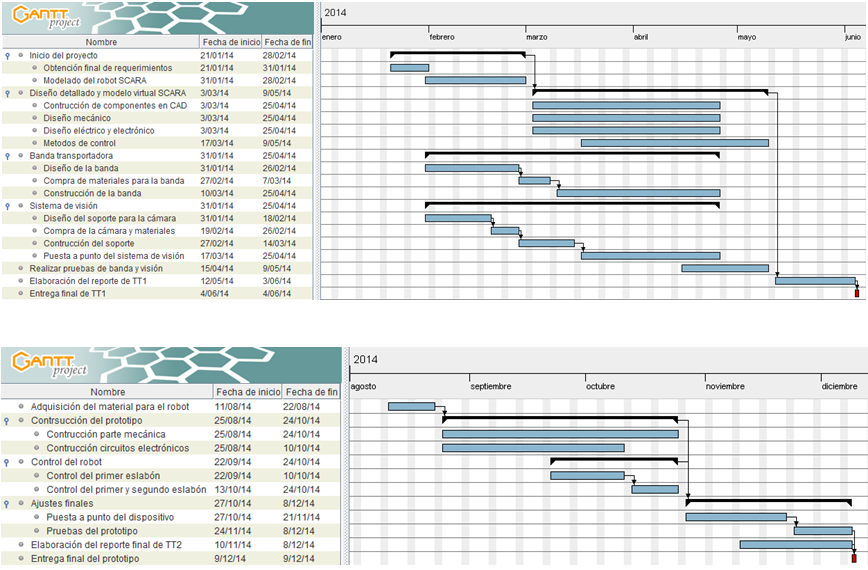 GANTT project
2014
enero febrero marzo abril mayo junio
Nombre Fecha de inicio Fecha de fin
Inicio del proyecto 21/01/14 28/02/14
Obtención final de requerimientos 21/01/14 31/01/14
Modelado del robot SCARA 31/01/14 28/02/14
Diseño detallado y modelo virtual SCARA 3/03/14 9/05/14
Contrucción de componentes en CAD 3/03/14 25/04/14
Diseño mecánico 3/03/14 25/04/14
Diseño eléctrico y electrónico 3/03/14 25/04/14
Metodos de control 17/03/14 9/05/14
Banda transportadora 31/01/14 25/04/14
Diseño de la banda 31/01/14 26/02/14
Compra de materiales para la banda 27/02/14 7/03/14
Construcción de la banda 10/03/14 25/04/14
Sistema de visión 31/01/14 25/04/14
Diseño del soporte para la cámara 31/01/14 18/02/14
Compra de la cámara y materiales 19/02/14 26/02/14
Contrucción del soporte 27/02/14 14/03/14
Puesta a punto del sistema de visión 17/03/14 25/04/14
Realizar pruebas de banda y visión 15/04/14 9/05/14
Elaboración del reporte de TT1 12/05/14 3/06/14
Entrega final de TT1 4/06/14 4/06/14
GANTT project
2014
agosto septiembre octubre noviembre diciembre
Nombre Fecha de inicio Fecha de fin
Adquisición del material para el robot 11/08/14 22/08/14
Contrsucción del prototipo 25/08/14 24/10/14
Contrucción parte mecánica 25/08/14 24/10/14
Contrucción circuitos electrónicos 25/08/14 10/10/14
Control del robot 22/09/14 24/10/14
Control del primer eslabón 22/09/14 10/10/14
Control del primer y segundo eslabón 13/10/14 24/10/14
Ajustes finales 27/10/14 8/12/14
Puesta a punto del dispositivo 27/10/14 21/11/14
Pruebas del prototipo 24/11/14 8/12/14
Elaboración del reporte final de TT2 10/11/14 8/12/14
Entrega final del prototipo 9/12/14 9/12/14